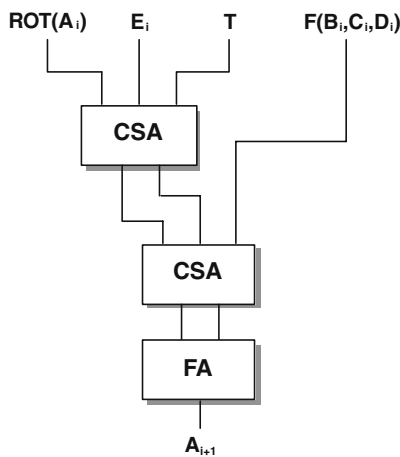 ROT(Aᵢ) Eᵢ T F(Bᵢ,Cᵢ,Dᵢ)
CSA
CSA
FA
Aᵢ₊₁